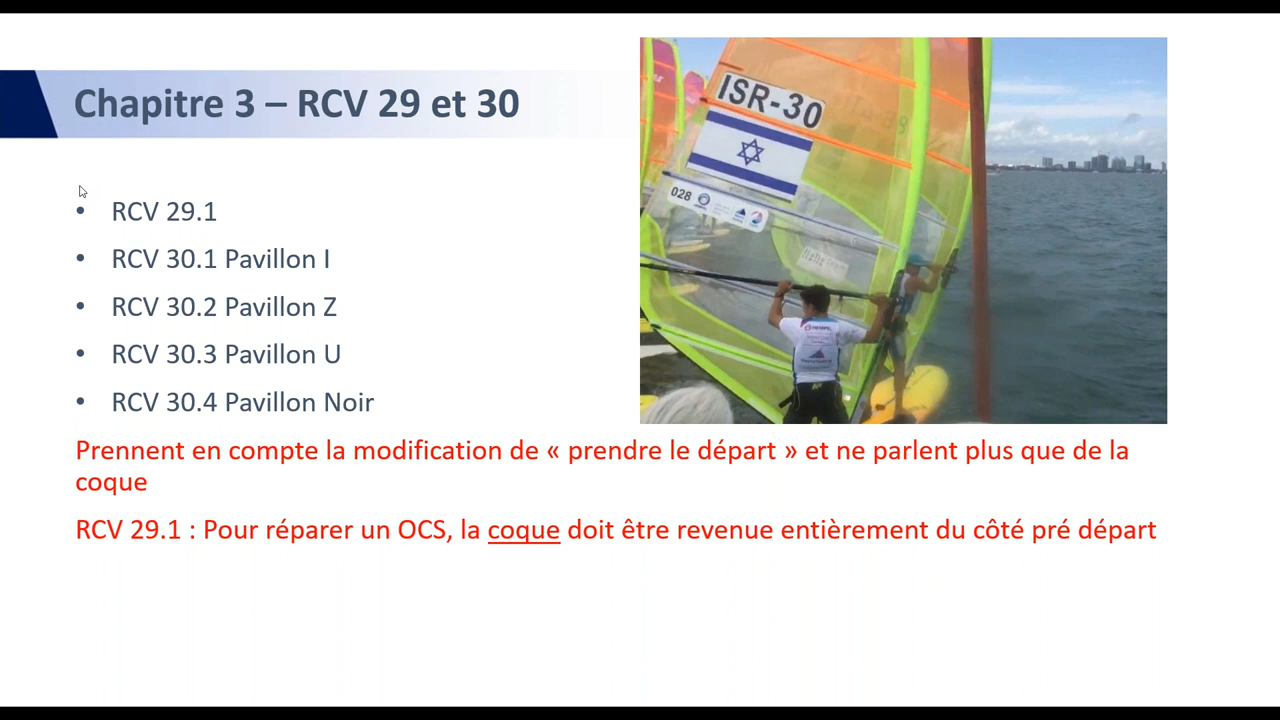 Chapitre 3 – RCV 29 et 30
ISR-30
028
• RCV 29.1
• RCV 30.1 Pavillon I
• RCV 30.2 Pavillon Z
• RCV 30.3 Pavillon U
• RCV 30.4 Pavillon Noir
Prennent en compte la modification de « prendre le départ » et ne parlent plus que de la
coque
RCV 29.1 : Pour réparer un OCS, la coque doit être revenue entièrement du côté pré départ